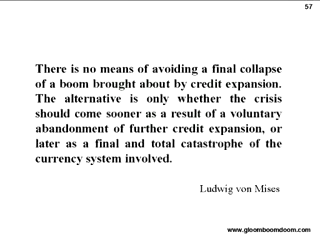 57
There is no means of avoiding a final collapse
of a boom brought about by credit expansion.
The alternative is only whether the crisis
should come sooner as a result of a voluntary
abandonment of further credit expansion, or
later as a final and total catastrophe of the
currency system involved.
Ludwig von Mises
www.gloomboomdoom.com